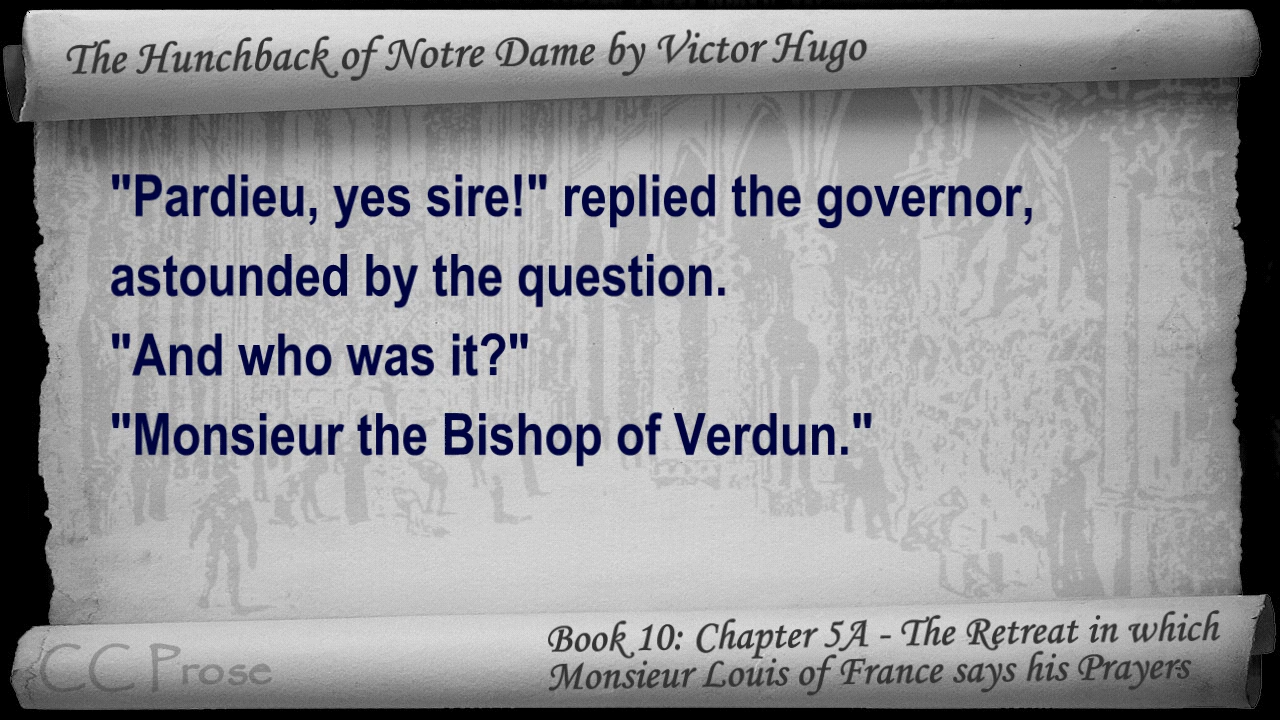 The Hunchback of Notre Dame by Victor Hugo
"Pardieu, yes sire!" replied the governor,
astounded by the question.
"And who was it?"
"Monsieur the Bishop of Verdun."
CC Prose
Book 10: Chapter 5A - The Retreat in which
Monsieur Louis of France says his Prayers